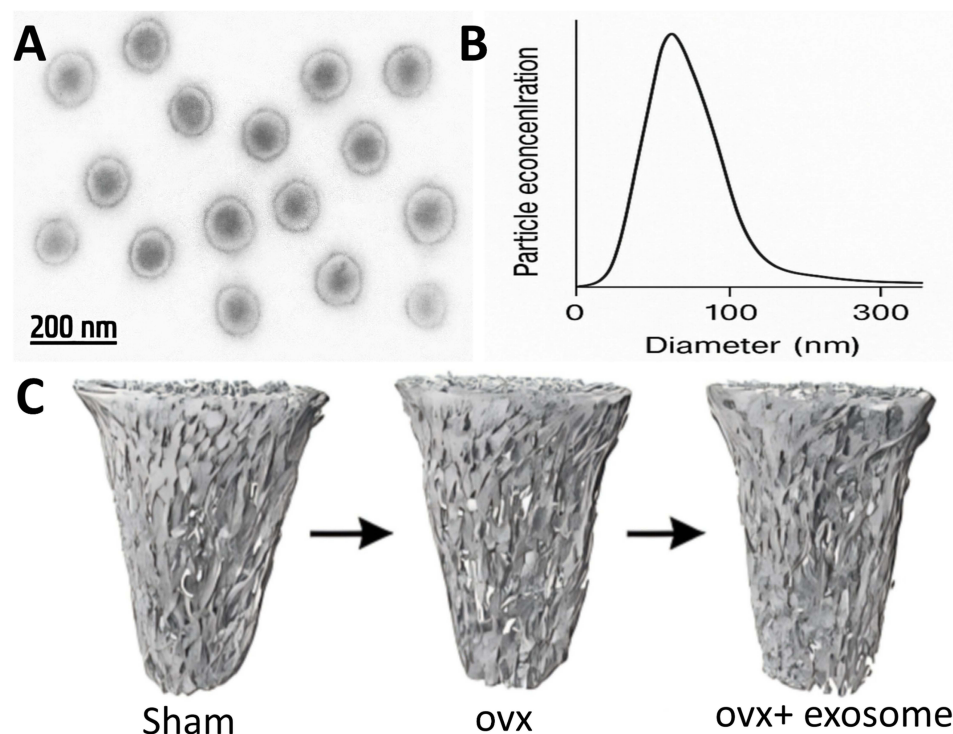 A
200 nm
B
Particle econcenlration
0 100 300
Diameter (nm)
C
Sham
ovx
ovx+ exosome